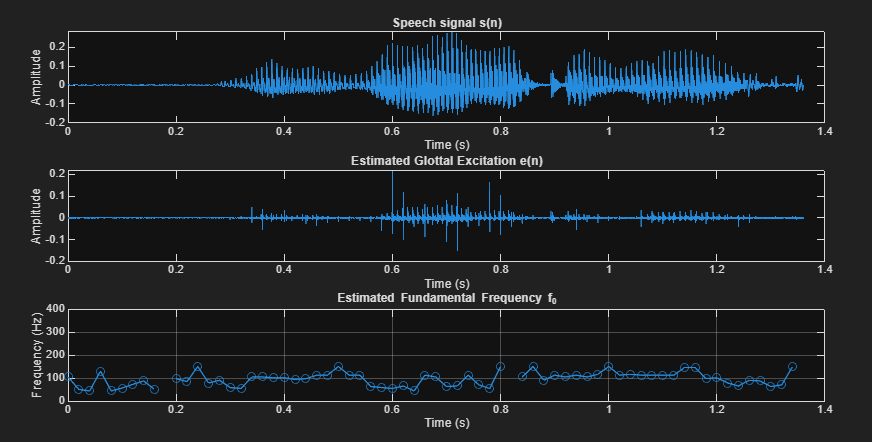 Speech signal s(n)
Amplitude
0.2
0.1
0
-0.1
-0.2
0 0.2 0.4 0.6 0.8 1 1.2 1.4
Time (s)
Estimated Glottal Excitation e(n)
Amplitude
0.2
0.1
0
-0.1
-0.2
0 0.2 0.4 0.6 0.8 1 1.2 1.4
Time (s)
Estimated Fundamental Frequency f₀
Frequency (Hz)
400
300
200
100
0
0 0.2 0.4 0.6 0.8 1 1.2 1.4
Time (s)